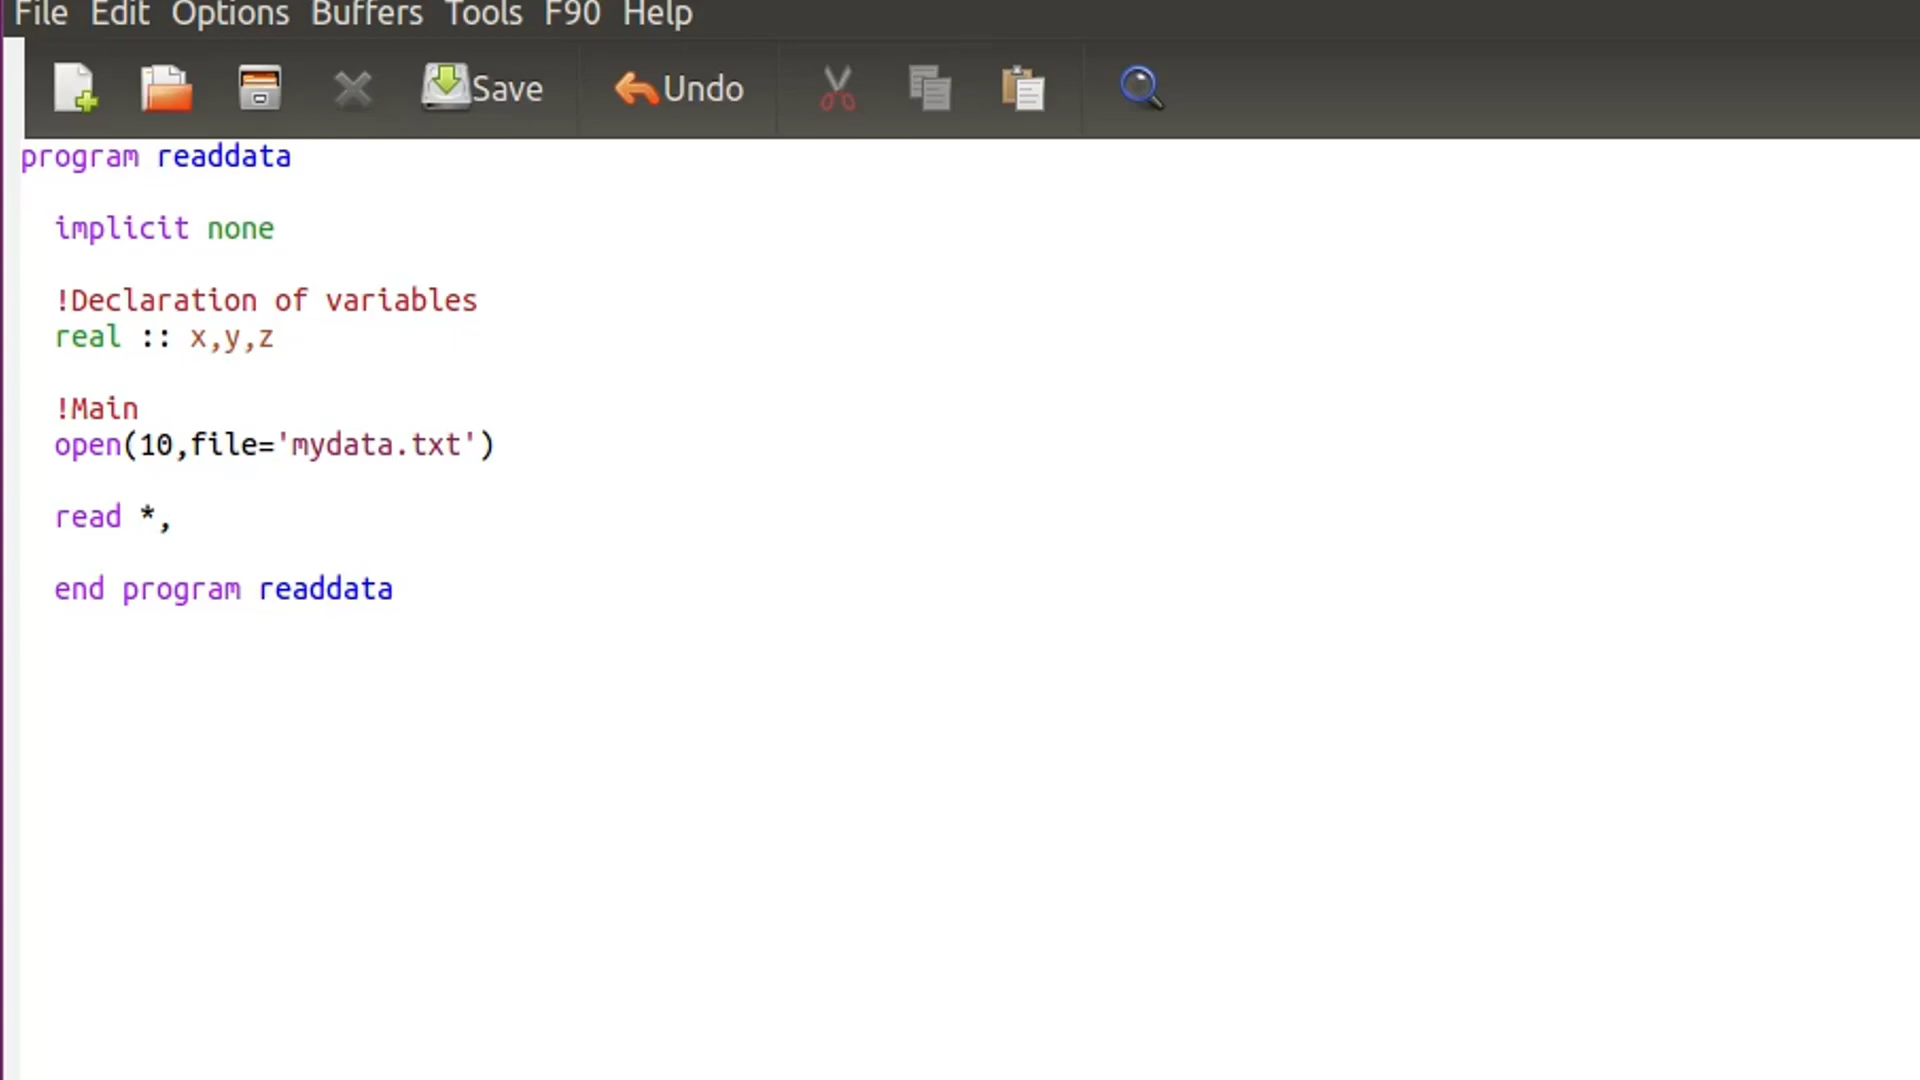 File Edit Options Buffers Tools F90 Help
Save Undo
program readdata
implicit none
!Declaration of variables
real :: x,y,z
!Main
open(10,file='mydata.txt')
read *,
end program readdata